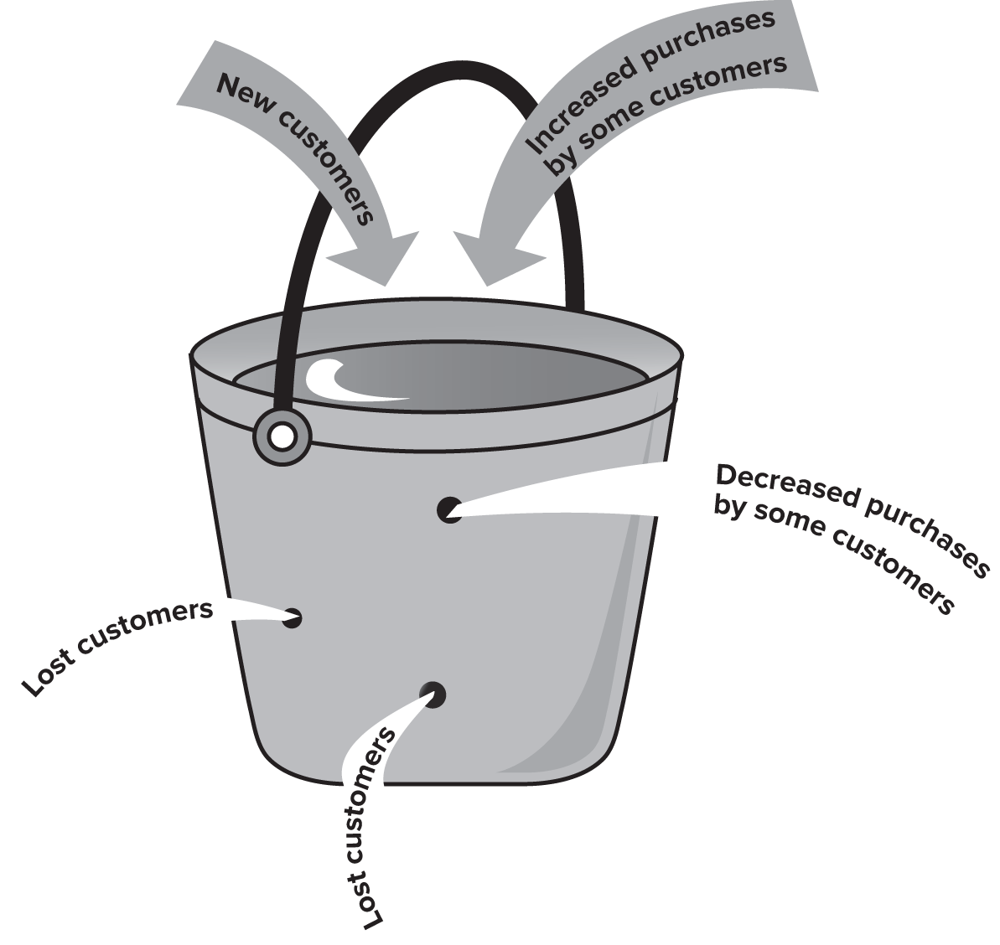 New customers
Increased purchases
by some customers
Decreased purchases
by some customers
Lost customers
Lost customers